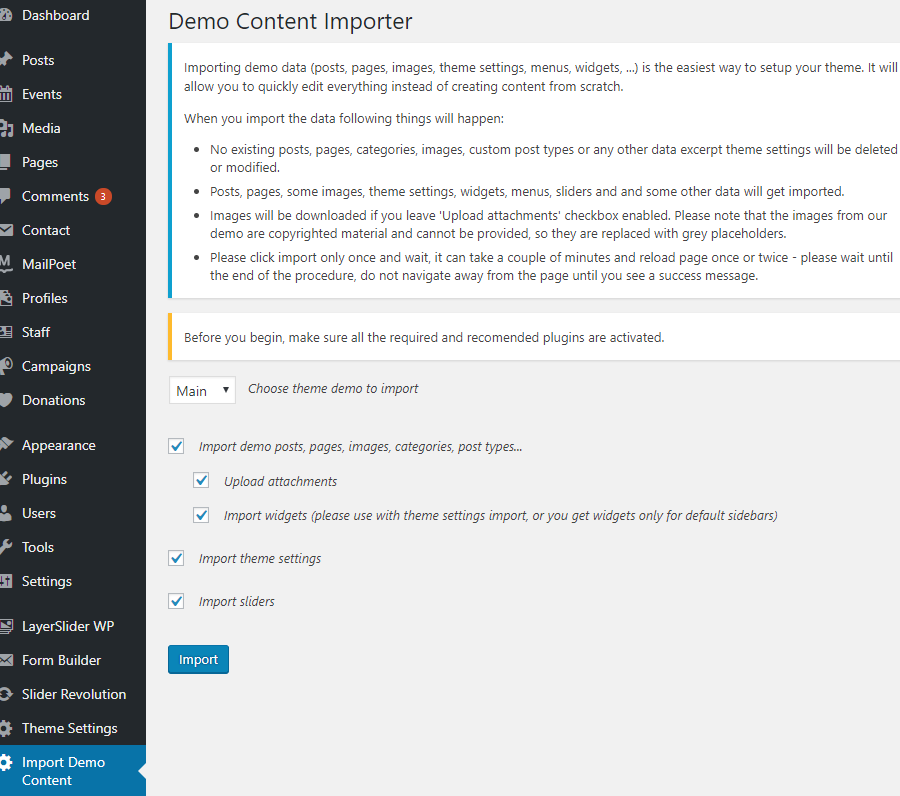 Dashboard
Posts
Events
Media
Pages
Comments 3
Contact
MailPoet
Profiles
Staff
Campaigns
Donations
Appearance
Plugins
Users
Tools
Settings
LayerSlider WP
Form Builder
Slider Revolution
Theme Settings
Import Demo
Content
Demo Content Importer
Importing demo data (posts, pages, images, theme settings, menus, widgets, ...) is the easiest way to setup your theme. It will
allow you to quickly edit everything instead of creating content from scratch.
When you import the data following things will happen:
• No existing posts, pages, categories, images, custom post types or any other data excerpt theme settings will be deleted
or modified.
• Posts, pages, some images, theme settings, widgets, menus, sliders and and some other data will get imported.
• Images will be downloaded if you leave 'Upload attachments' checkbox enabled. Please note that the images from our
demo are copyrighted material and cannot be provided, so they are replaced with grey placeholders.
• Please click import only once and wait, it can take a couple of minutes and reload page once or twice - please wait until
the end of the procedure, do not navigate away from the page until you see a success message.
Before you begin, make sure all the required and recomended plugins are activated.
Main Choose theme demo to import
Import demo posts, pages, images, categories, post types...
Upload attachments
Import widgets (please use with theme settings import, or you get widgets only for default sidebars)
Import theme settings
Import sliders
Import